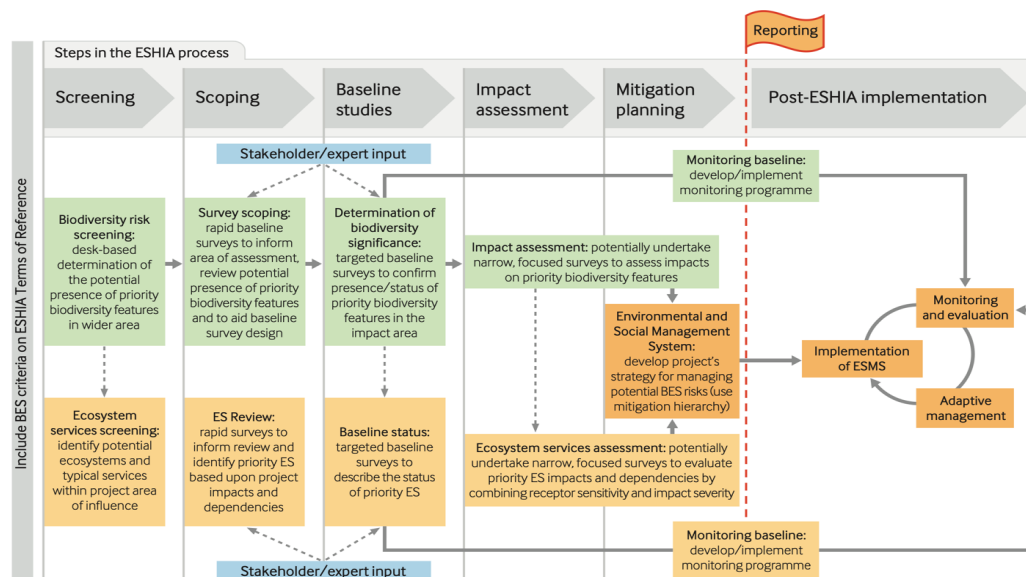 Reporting
Steps in the ESHIA process
Screening
Scoping
Baseline
studies
Impact
assessment
Mitigation
planning
Post-ESHIA implementation
Include BES criteria on ESHIA Terms of Reference
Stakeholder/expert input
Monitoring baseline:
develop/implement
monitoring programme
Biodiversity risk
screening:
desk-based
determination of
the potential
presence of priority
biodiversity features
in wider area
Survey scoping:
rapid baseline
surveys to inform
area of assessment,
review potential
presence of priority
biodiversity features
and to aid baseline
survey design
Determination of
biodiversity
significance:
targeted baseline
surveys to confirm
presence/status of
priority biodiversity
features in the
impact area
Impact assessment: potentially undertake
narrow, focused surveys to assess impacts
on priority biodiversity features
Environmental and
Social Management
System:
develop project's
strategy for managing
potential BES risks (use
mitigation hierarchy)
Monitoring
and evaluation
Implementation
of ESMS
Adaptive
management
Ecosystem
services screening:
identify potential
ecosystems and
typical services
within project area
of influence
ES Review:
rapid surveys to
inform review and
identify priority ES
based upon project
impacts and
dependencies
Baseline status:
targeted baseline
surveys to
describe the status
of priority ES
Ecosystem services assessment: potentially
undertake narrow, focused surveys to evaluate
priority ES impacts and dependencies by
combining receptor sensitivity and impact severity
Monitoring baseline:
develop/implement
monitoring programme
Stakeholder/expert input